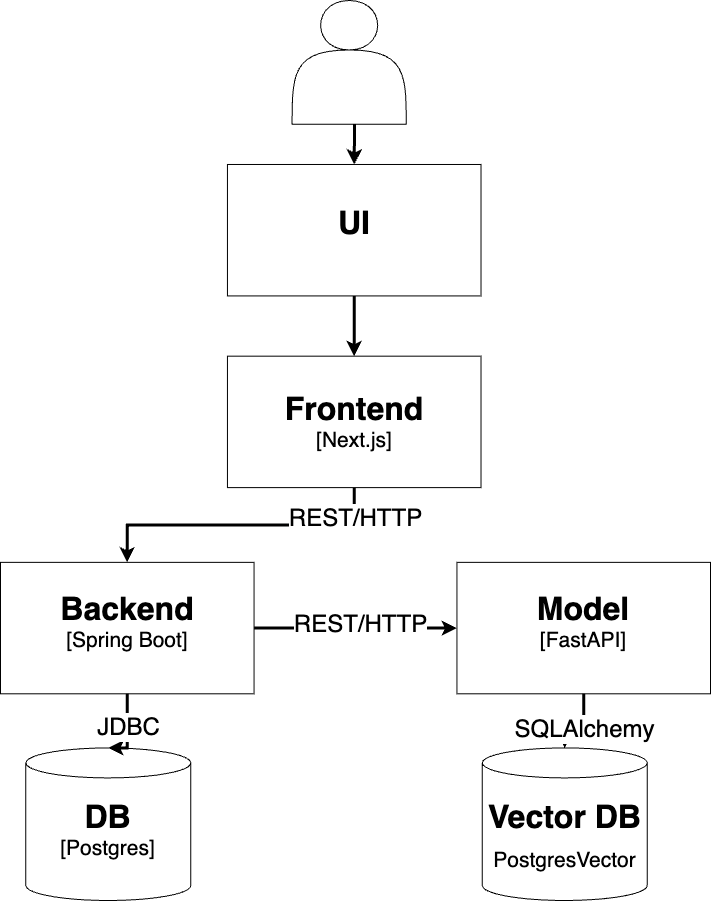 UI
Frontend
[Next.js]
REST/HTTP
Backend
[Spring Boot]
REST/HTTP
Model
[FastAPI]
JDBC
SQLAlchemy
DB
[Postgres]
Vector DB
PostgresVector